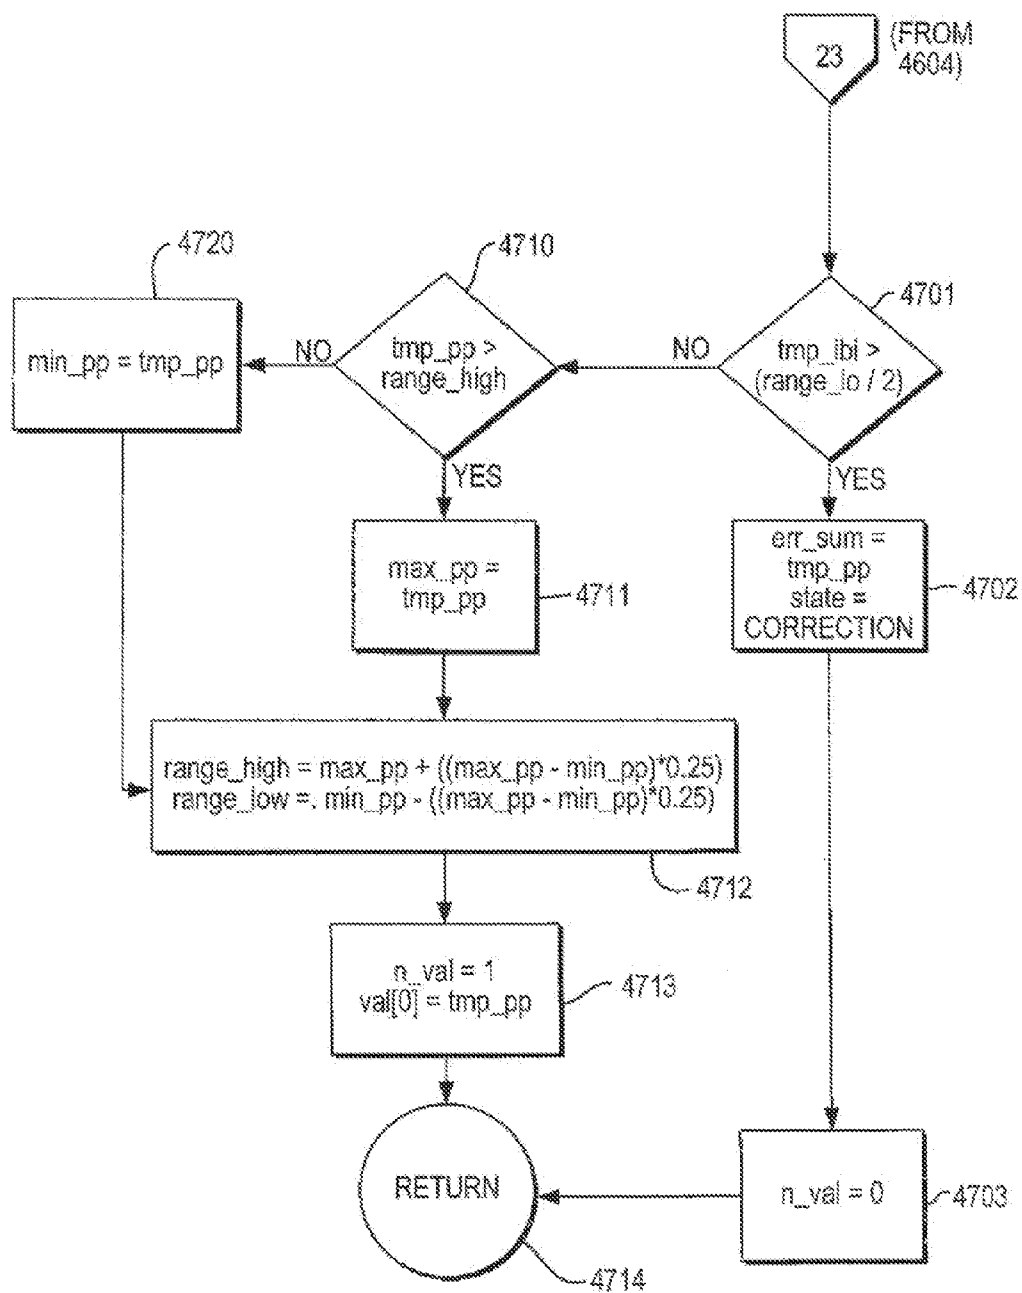 23
(FROM
4604)
4720
4710
4701
min_pp = tmp_pp
NO
tmp_pp >
range_high
NO
tmp_ibi >
(range_lo / 2)
YES
YES
max_pp =
tmp_pp
4711
err_sum =
tmp_pp
state =
CORRECTION
4702
range_high = max_pp + ((max_pp - min_pp)*0.25)
range_low =. min_pp - ((max_pp - min_pp)*0.25)
4712
n_val = 1
val[0] = tmp_pp
4713
RETURN
4714
n_val = 0
4703